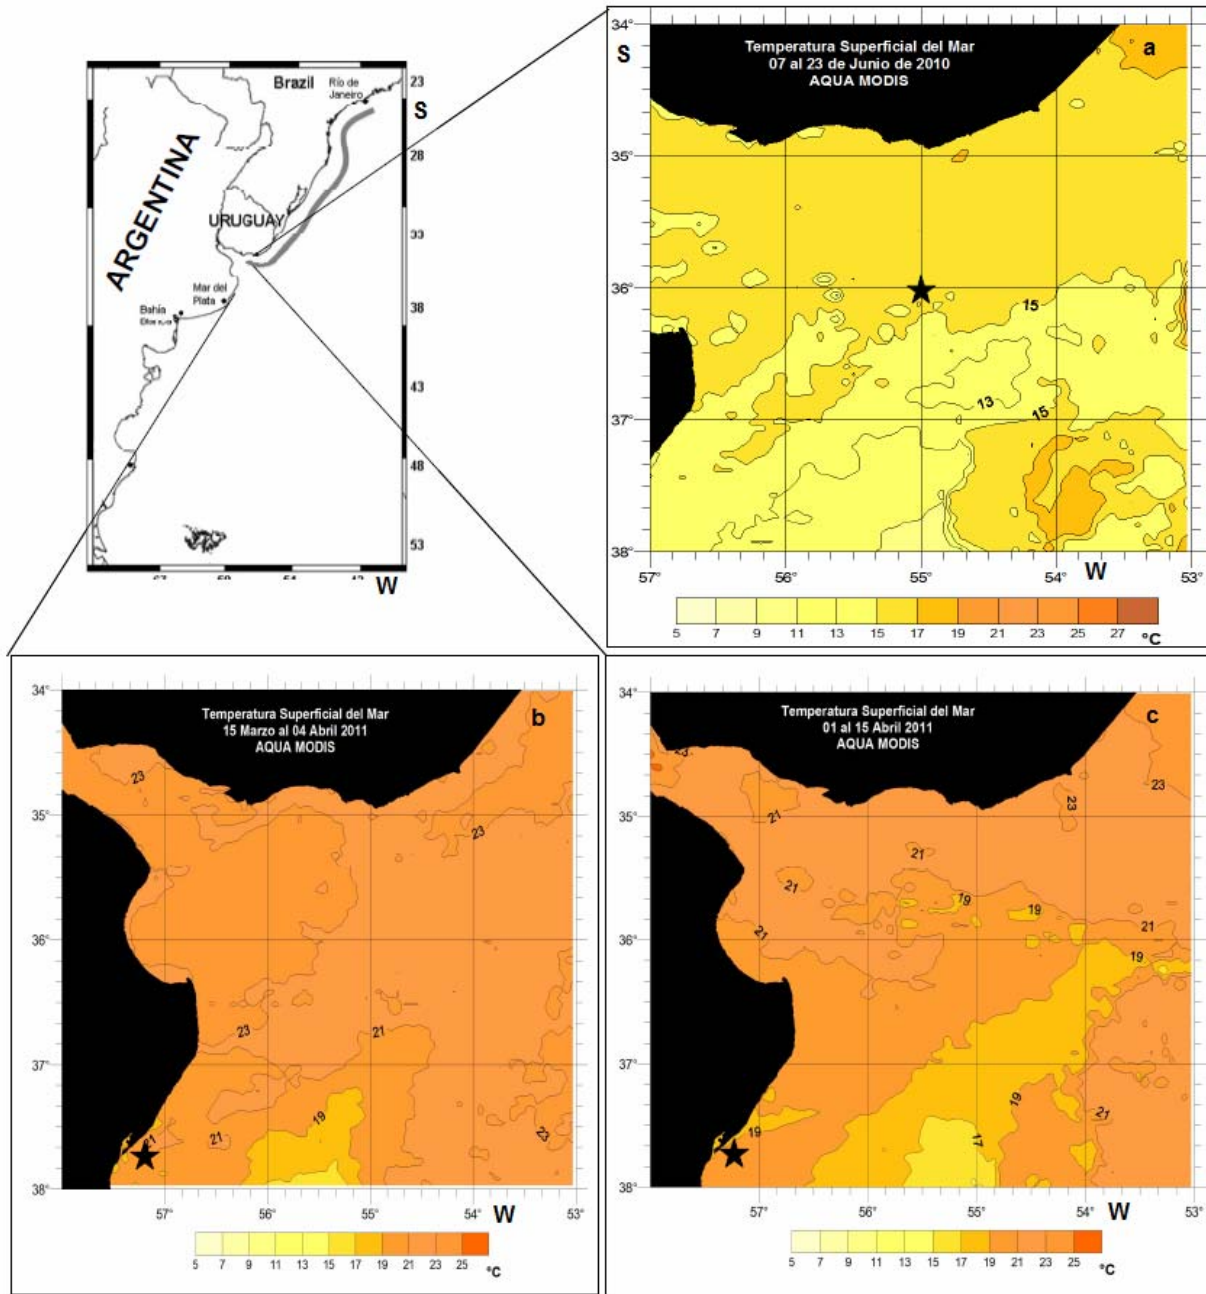 Brazil
Río de
Janeiro
23
S
28
ARGENTINA
URUGUAY
33
Mar del
Plata
38
Bahía
43
48
53
W
34°
S
Temperatura Superficial del Mar
07 al 23 de Junio de 2010
AQUA MODIS
a
35°
36°
15
13
37°
15
38°
57° 56° 55° W 54° 53°
5 7 9 11 13 15 17 19 21 23 25 27 °C
34°
Temperatura Superficial del Mar
15 Marzo al 04 Abril 2011
AQUA MODIS
b
23
35°
23
36°
23
21
37°
19
21
21
23
38°
57° 56° W 55° 54° 53°
5 7 9 11 13 15 17 19 21 23 25 °C
34°
Temperatura Superficial del Mar
01 al 15 Abril 2011
AQUA MODIS
c
23
23
23
21
35°
21
21
19
19
21
21
36°
19
37°
19
21
19
17
38°
57° 56° 55° 54° W 53°
5 7 9 11 13 15 17 19 21 23 25 °C